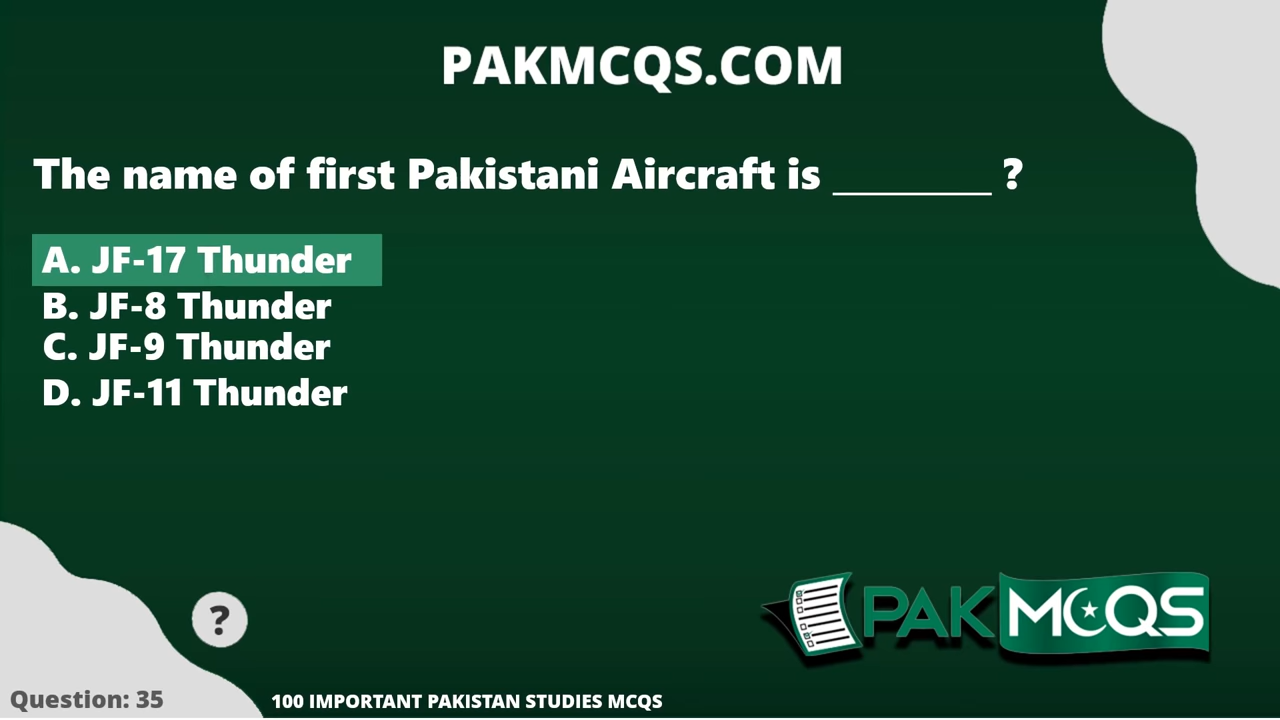 PAKMCQS.COM
The name of first Pakistani Aircraft is ________ ?
A. JF-17 Thunder
B. JF-8 Thunder
C. JF-9 Thunder
D. JF-11 Thunder
?
PAKMCQS
Question: 35
100 IMPORTANT PAKISTAN STUDIES MCQS